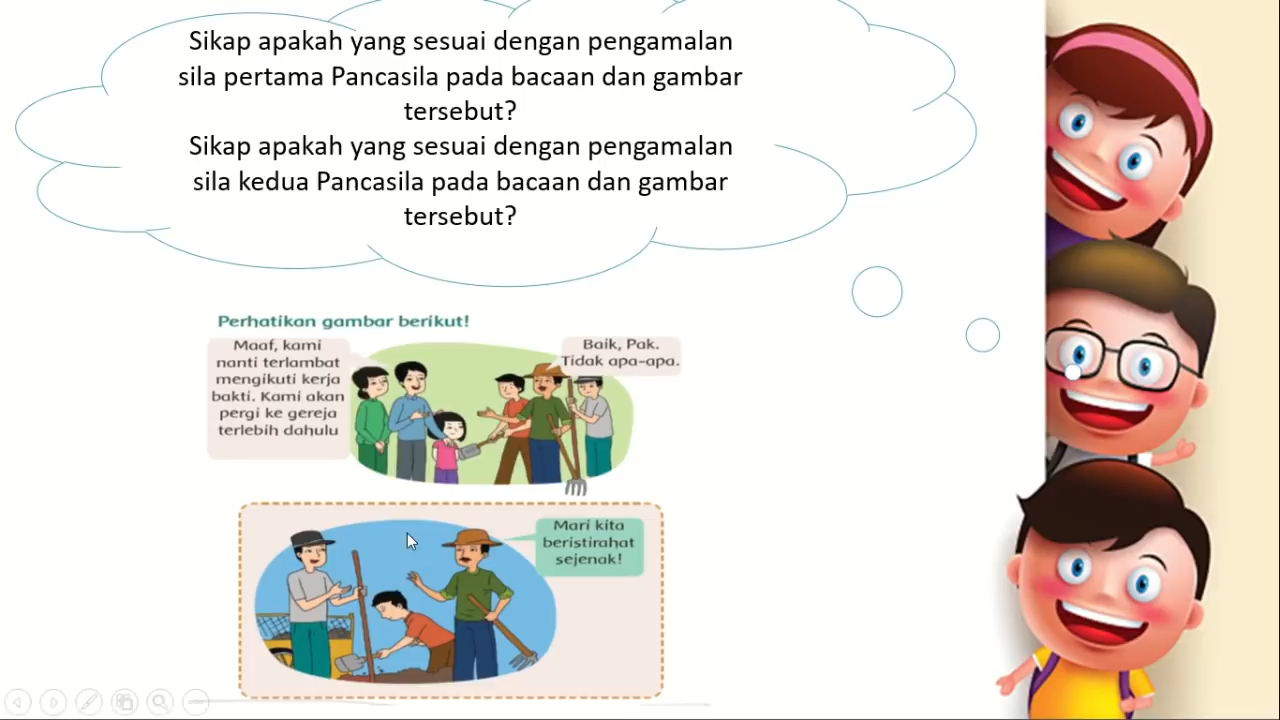 Sikap apakah yang sesuai dengan pengamalan
sila pertama Pancasila pada bacaan dan gambar
tersebut?
Sikap apakah yang sesuai dengan pengamalan
sila kedua Pancasila pada bacaan dan gambar
tersebut?
Perhatikan gambar berikut!
Maaf, kami
nanti terlambat
mengikuti kerja
bakti. Kami akan
pergi ke gereja
terlebih dahulu
Baik, Pak.
Tidak apa-apa.
Mari kita
beristirahat
sejenak!